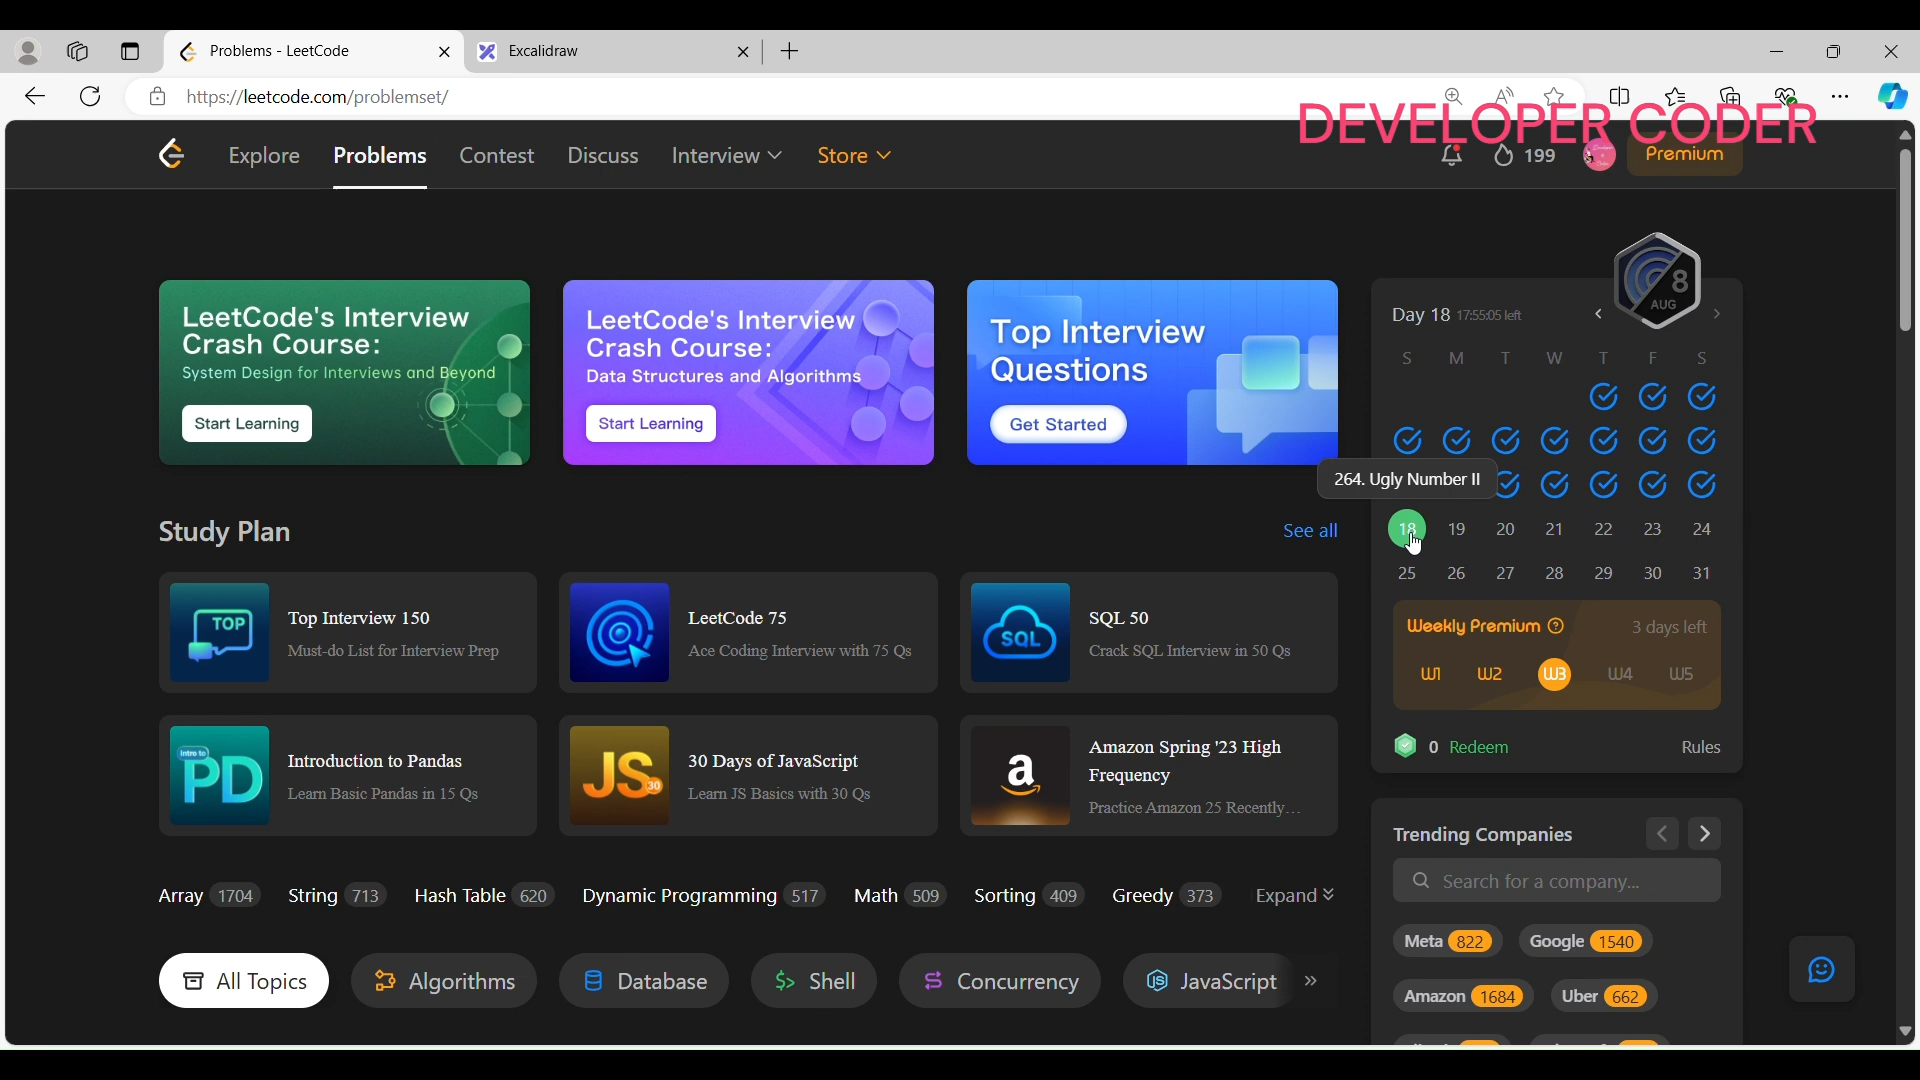 Problems - LeetCode
Excalidraw
https://leetcode.com/problemset/
DEVELOPER CODER
Explore Problems Contest Discuss Interview Store
199
Premium
LeetCode's Interview
Crash Course:
System Design for Interviews and Beyond
Start Learning
LeetCode's Interview
Crash Course:
Data Structures and Algorithms
Start Learning
Top Interview
Questions
Get Started
8
AUG
Day 18 17:55:05 left
S M T W T F S
264. Ugly Number II
18 19 20 21 22 23 24
25 26 27 28 29 30 31
Weekly Premium ? 3 days left
W1 W2 W3 W4 W5
0 Redeem Rules
Study Plan
See all
TOP
Top Interview 150
Must-do List for Interview Prep
LeetCode 75
Ace Coding Interview with 75 Qs
SQL
SQL 50
Crack SQL Interview in 50 Qs
Intro to
PD
Introduction to Pandas
Learn Basic Pandas in 15 Qs
JS
30
30 Days of JavaScript
Learn JS Basics with 30 Qs
a
Amazon Spring '23 High
Frequency
Practice Amazon 25 Recently...
Array 1704 String 713 Hash Table 620 Dynamic Programming 517 Math 509 Sorting 409 Greedy 373 Expand
All Topics Algorithms Database $> Shell Concurrency JavaScript
Trending Companies
Search for a company...
Meta 822 Google 1540
Amazon 1684 Uber 662